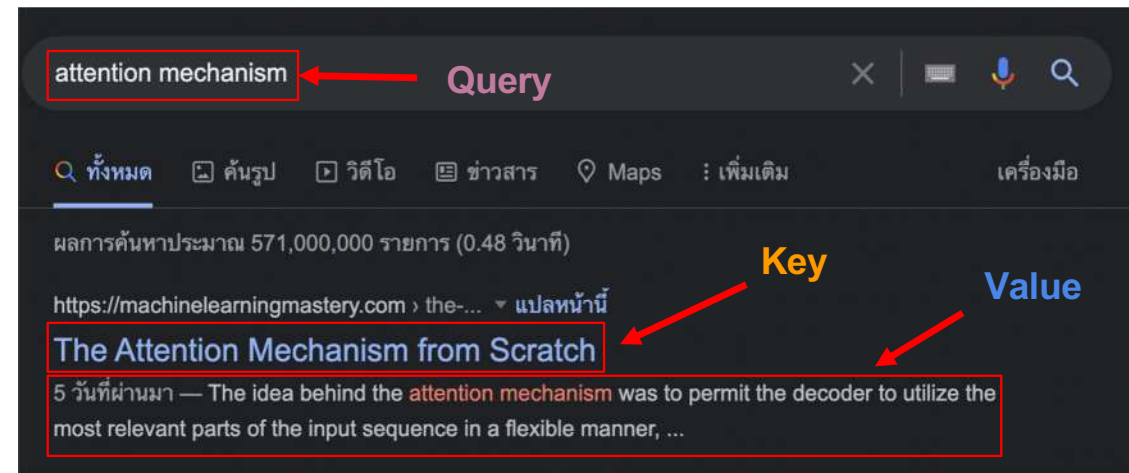 attention mechanism Query
ทั้งหมด ค้นรูป วิดีโอ ข่าวสาร Maps เพิ่มเติม เครื่องมือ
ผลการค้นหาประมาณ 571,000,000 รายการ (0.48 วินาที)
Key
Value
https://machinelearningmastery.com › the-... แปลหน้านี้
The Attention Mechanism from Scratch
5 วันที่ผ่านมา — The idea behind the attention mechanism was to permit the decoder to utilize the
most relevant parts of the input sequence in a flexible manner, ...